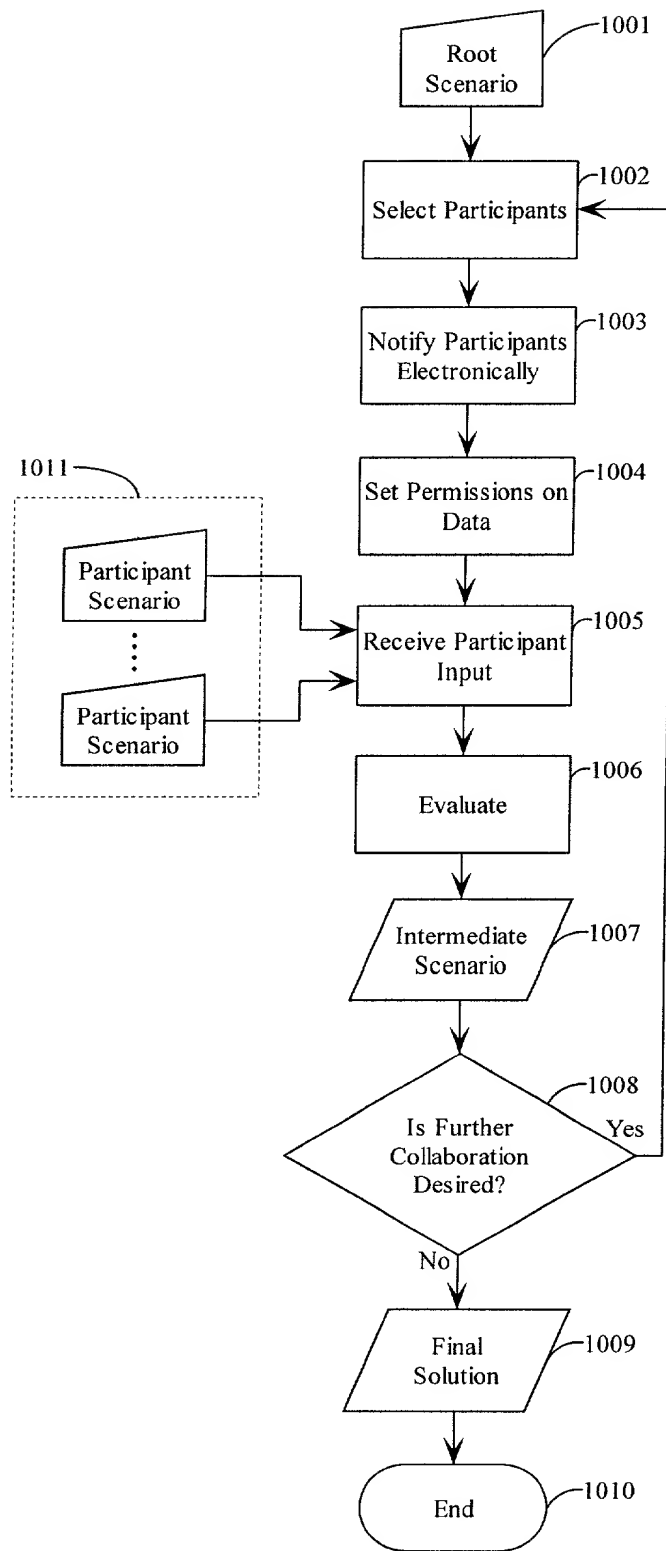 1001
Root
Scenario
1002
Select Participants
1003
Notify Participants
Electronically
1004
Set Permissions on
Data
1011
Participant
Scenario
Participant
Scenario
1005
Receive Participant
Input
1006
Evaluate
1007
Intermediate
Scenario
1008
Is Further
Collaboration
Desired?
Yes
No
1009
Final
Solution
1010
End